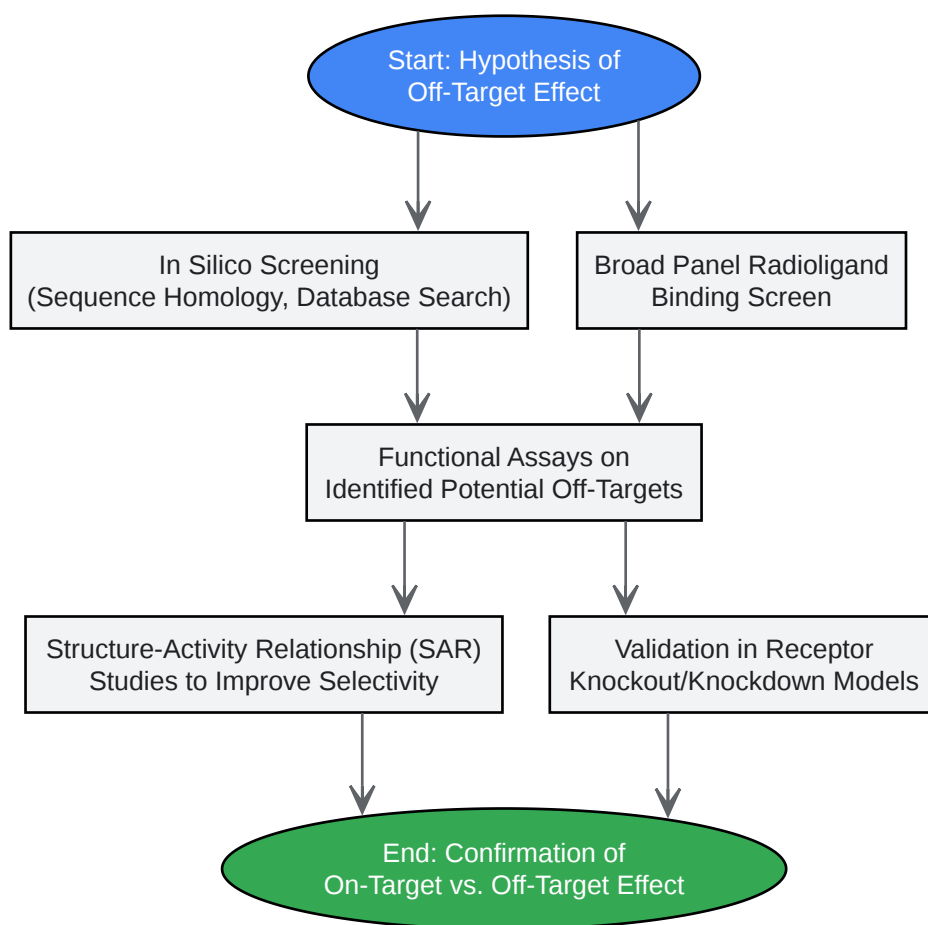 Start: Hypothesis of
Off-Target Effect
In Silico Screening
(Sequence Homology, Database Search)
Broad Panel Radioligand
Binding Screen
Functional Assays on
Identified Potential Off-Targets
Structure-Activity Relationship (SAR)
Studies to Improve Selectivity
Validation in Receptor
Knockout/Knockdown Models
End: Confirmation of
On-Target vs. Off-Target Effect